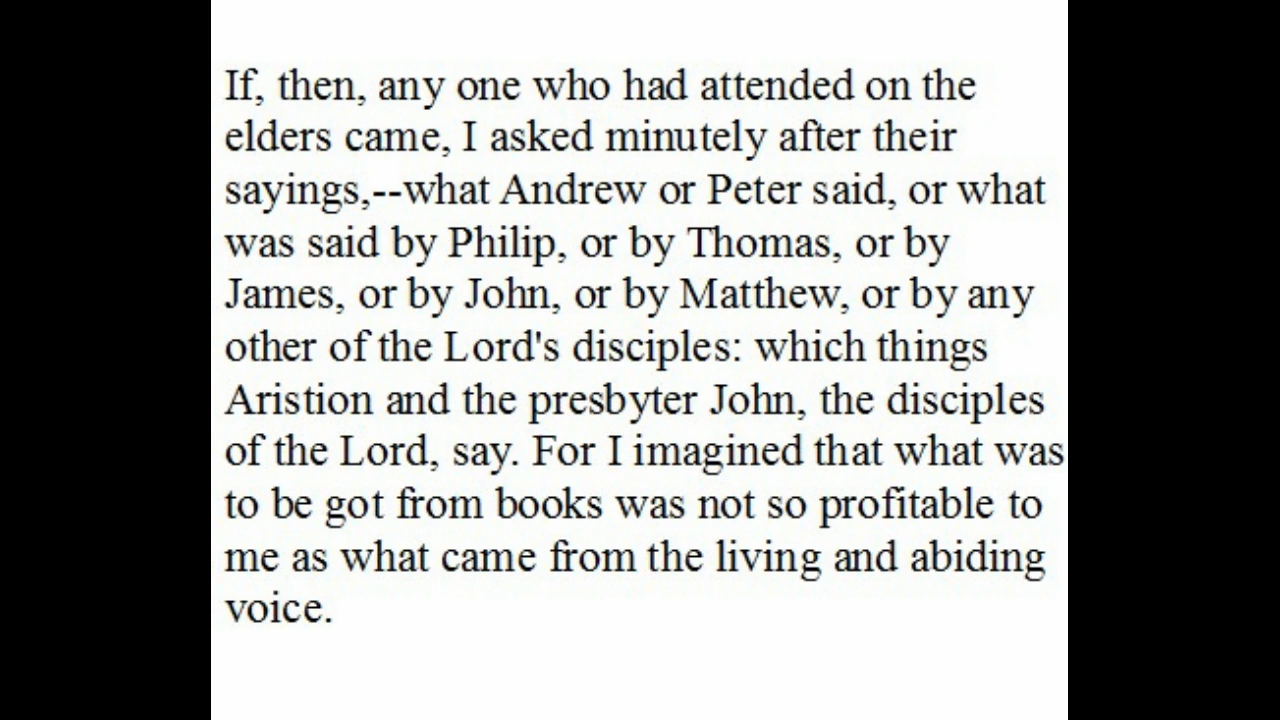 If, then, any one who had attended on the
elders came, I asked minutely after their
sayings,--what Andrew or Peter said, or what
was said by Philip, or by Thomas, or by
James, or by John, or by Matthew, or by any
other of the Lord's disciples: which things
Aristion and the presbyter John, the disciples
of the Lord, say. For I imagined that what was
to be got from books was not so profitable to
me as what came from the living and abiding
voice.